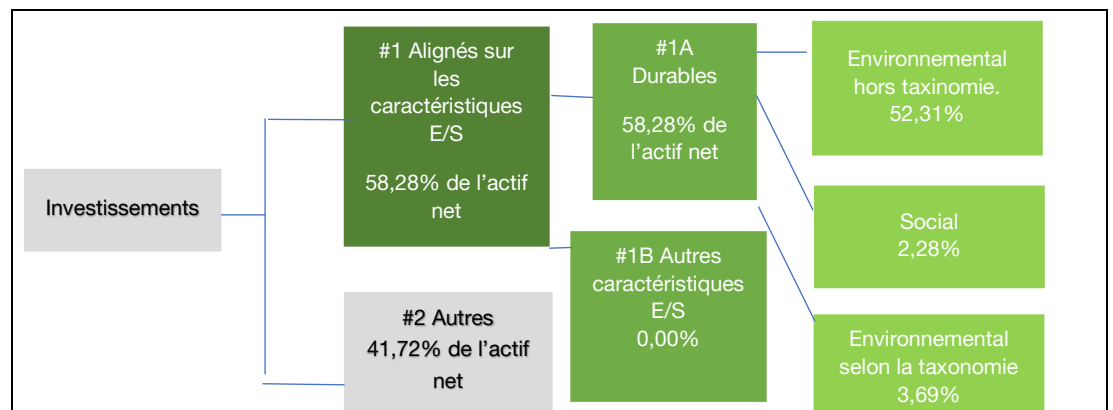 Investissements
#1 Alignés sur
les
caractéristiques
E/S
58,28% de l’actif
net
#2 Autres
41,72% de l’actif
net
#1A
Durables
58,28% de
l’actif net
#1B Autres
caractéristiques
E/S
0,00%
Environnemental
hors taxinomie.
52,31%
Social
2,28%
Environnemental
selon la taxonomie
3,69%